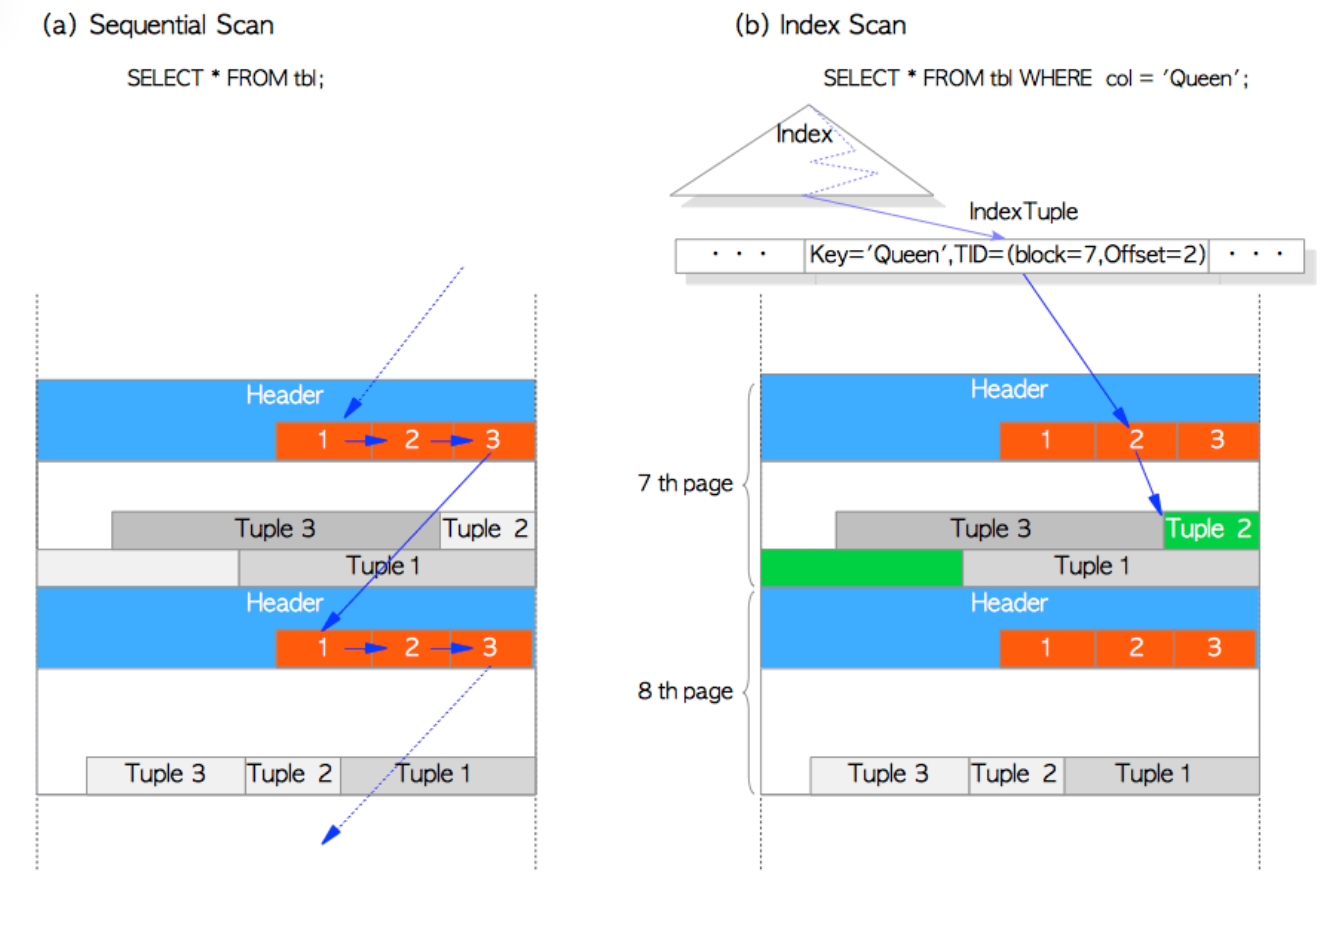 (a) Sequential Scan
SELECT * FROM tbl;
Header
1 2 3
Tuple 3 Tuple 2
Tuple 1
Header
1 2 3
Tuple 3 Tuple 2 Tuple 1
(b) Index Scan
SELECT * FROM tbl WHERE col = 'Queen';
Index
IndexTuple
· · · Key='Queen',TID=(block=7,Offset=2) · · ·
Header
1 2 3
7 th page
Tuple 3 Tuple 2
Tuple 1
Header
1 2 3
8 th page
Tuple 3 Tuple 2 Tuple 1